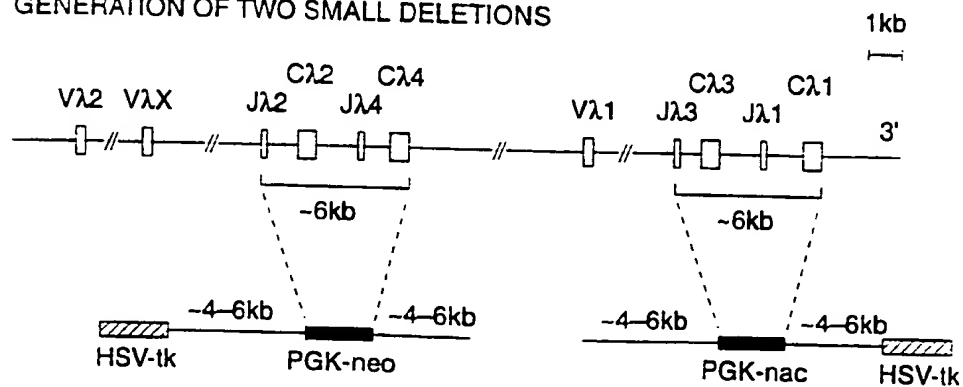 GENERATION OF TWO SMALL DELETIONS
1kb
Vλ2 VλX Jλ2 Cλ2 Jλ4 Cλ4 Vλ1 Jλ3 Cλ3 Jλ1 Cλ1 3'
~6kb ~6kb
~4–6kb ~4–6kb ~4–6kb ~4–6kb
HSV-tk PGK-neo PGK-nac HSV-tk